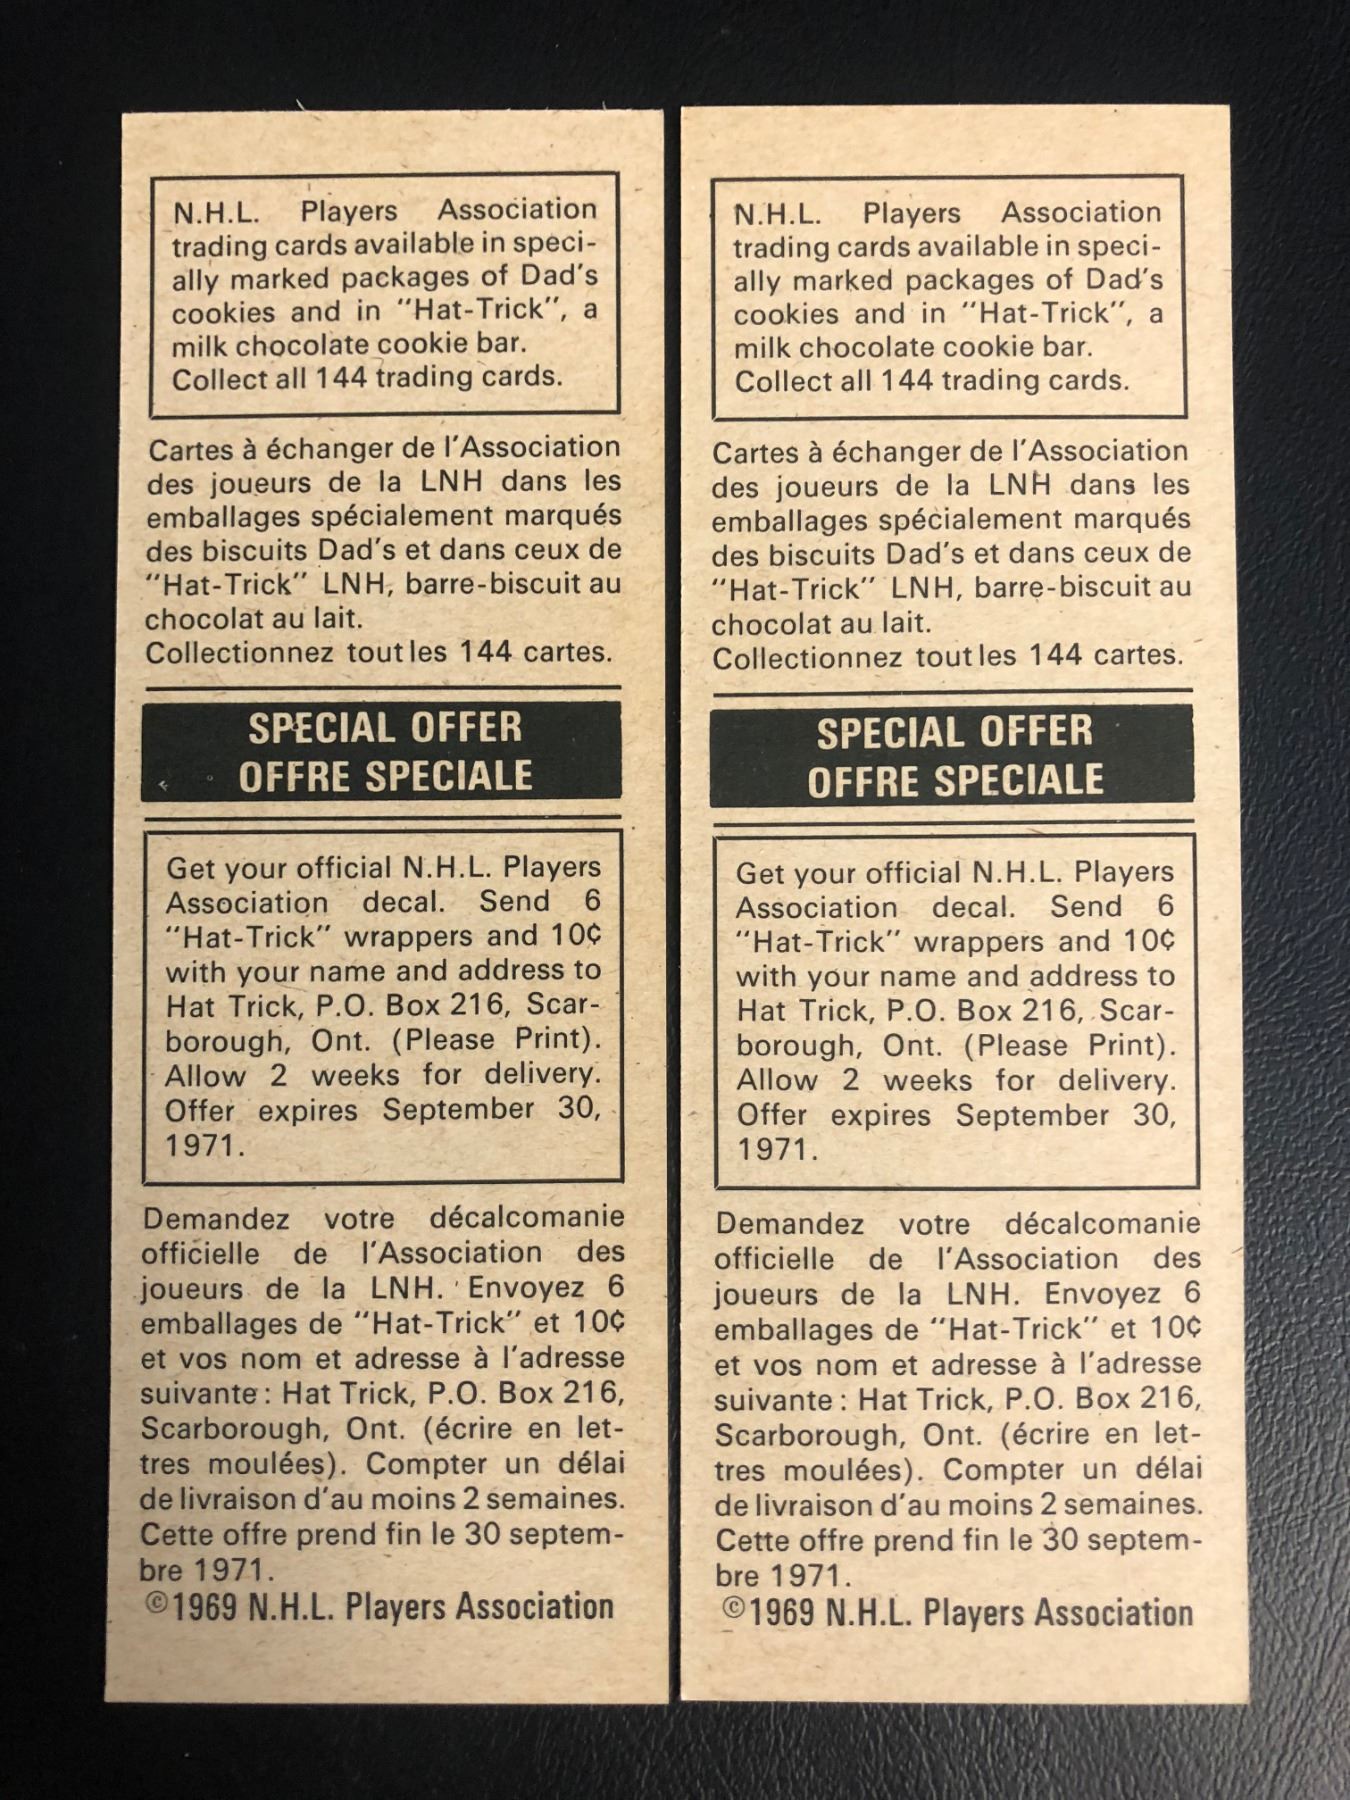 N.H.L. Players Association
trading cards available in speci-
ally marked packages of Dad's
cookies and in "Hat-Trick", a
milk chocolate cookie bar.
Collect all 144 trading cards.
Cartes à échanger de l'Association
des joueurs de la LNH dans les
emballages spécialement marqués
des biscuits Dad's et dans ceux de
"Hat-Trick" LNH, barre-biscuit au
chocolat au lait.
Collectionnez tout les 144 cartes.
SPECIAL OFFER
OFFRE SPECIALE
Get your official N.H.L. Players
Association decal. Send 6
"Hat-Trick" wrappers and 10¢
with your name and address to
Hat Trick, P.O. Box 216, Scar-
borough, Ont. (Please Print).
Allow 2 weeks for delivery.
Offer expires September 30,
1971.
Demandez votre décalcomanie
officielle de l'Association des
joueurs de la LNH. Envoyez 6
emballages de "Hat-Trick" et 10¢
et vos nom et adresse à l'adresse
suivante : Hat Trick, P.O. Box 216,
Scarborough, Ont. (écrire en let-
tres moulées). Compter un délai
de livraison d'au moins 2 semaines.
Cette offre prend fin le 30 septem-
bre 1971.
©1969 N.H.L. Players Association
N.H.L. Players Association
trading cards available in speci-
ally marked packages of Dad's
cookies and in "Hat-Trick", a
milk chocolate cookie bar.
Collect all 144 trading cards.
Cartes à échanger de l'Association
des joueurs de la LNH dans les
emballages spécialement marqués
des biscuits Dad's et dans ceux de
"Hat-Trick" LNH, barre-biscuit au
chocolat au lait.
Collectionnez tout les 144 cartes.
SPECIAL OFFER
OFFRE SPECIALE
Get your official N.H.L. Players
Association decal. Send 6
"Hat-Trick" wrappers and 10¢
with your name and address to
Hat Trick, P.O. Box 216, Scar-
borough, Ont. (Please Print).
Allow 2 weeks for delivery.
Offer expires September 30,
1971.
Demandez votre décalcomanie
officielle de l'Association des
joueurs de la LNH. Envoyez 6
emballages de "Hat-Trick" et 10¢
et vos nom et adresse à l'adresse
suivante : Hat Trick, P.O. Box 216,
Scarborough, Ont. (écrire en let-
tres moulées). Compter un délai
de livraison d'au moins 2 semaines.
Cette offre prend fin le 30 septem-
bre 1971.
©1969 N.H.L. Players Association